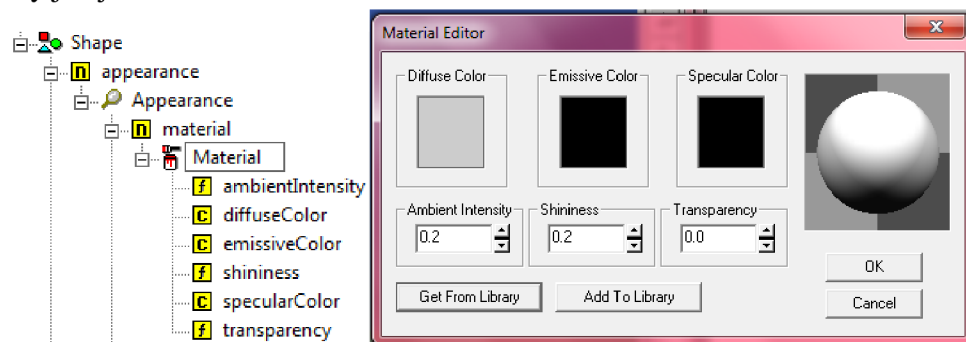 Shape
n appearance
Appearance
n material
Material
f ambientIntensity
c diffuseColor
c emissiveColor
f shininess
c specularColor
f transparency
Material Editor
Diffuse Color
Emissive Color
Specular Color
Ambient Intensity
Shininess
Transparency
0.2
0.2
0.0
Get From Library
Add To Library
OK
Cancel